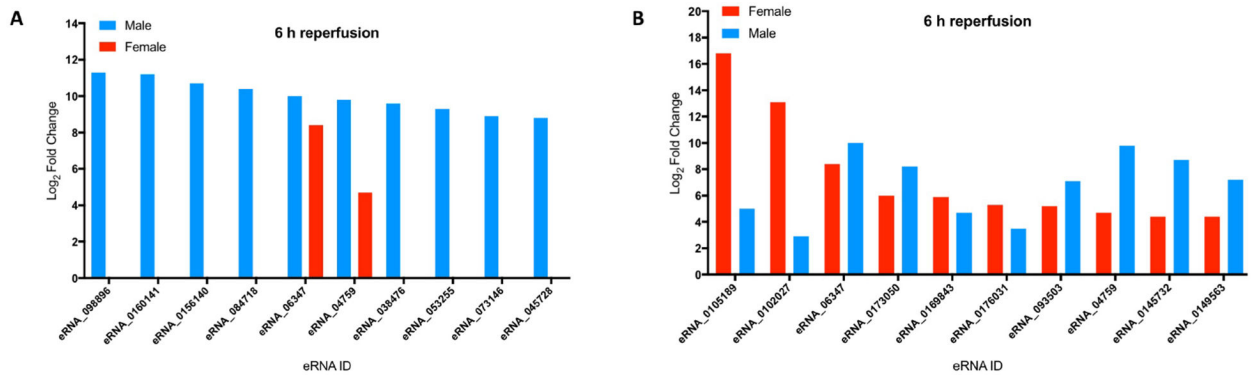 A
6 h reperfusion
Male
Female
Log2 Fold Change
14
12
10
8
6
4
2
0
eRNA_098896
eRNA_0160141
eRNA_0156140
eRNA_084718
eRNA_06347
eRNA_04759
eRNA_038476
eRNA_053255
eRNA_073146
eRNA_045728
eRNA ID
B
6 h reperfusion
Female
Male
Log2 Fold Change
20
18
16
14
12
10
8
6
4
2
0
eRNA_0105189
eRNA_0102027
eRNA_06347
eRNA_0173050
eRNA_0169843
eRNA_0176031
eRNA_093503
eRNA_04759
eRNA_0145732
eRNA_0149563
eRNA ID